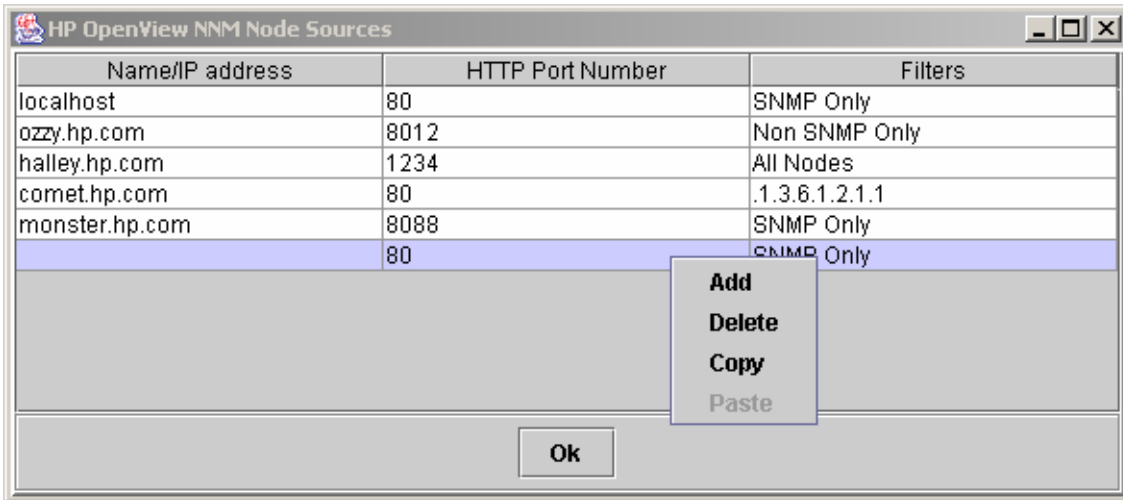 HP OpenView NNM Node Sources
Name/IP address HTTP Port Number Filters
localhost 80 SNMP Only
ozzy.hp.com 8012 Non SNMP Only
halley.hp.com 1234 All Nodes
comet.hp.com 80 .1.3.6.1.2.1.1
monster.hp.com 8088 SNMP Only
80 SNMP Only
Add
Delete
Copy
Paste
Ok